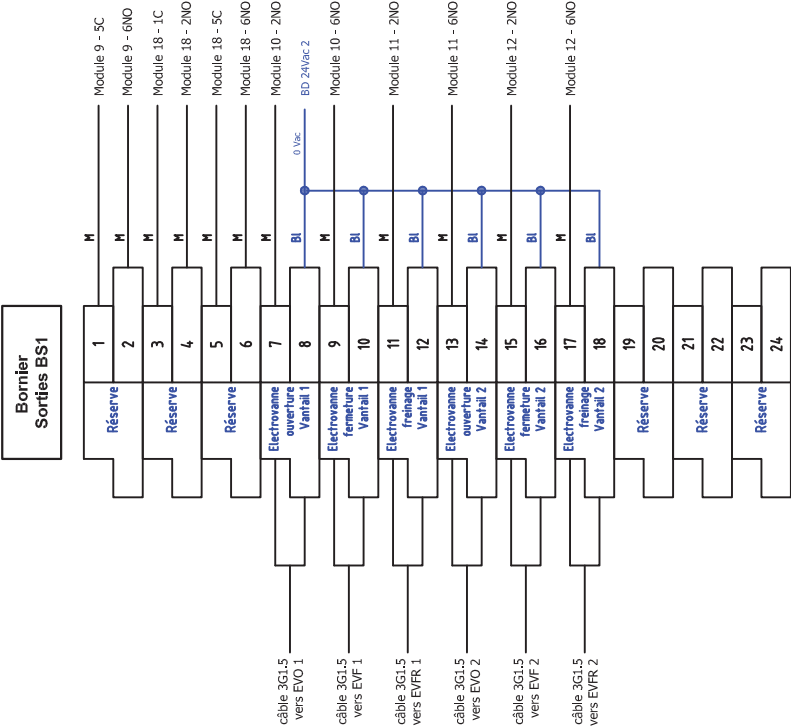 Bornier
Sorties BS1
Module 9 - 5C
Module 9 - 6NO
Module 18 - 1C
Module 18 - 2NO
Module 18 - 5C
Module 18 - 6NO
Module 10 - 2NO
BD 24Vac 2
Module 10 - 6NO
Module 11 - 2NO
Module 11 - 6NO
Module 12 - 2NO
Module 12 - 6NO
0 Vac
M
M
M
M
M
M
M
Bl
M
Bl
M
Bl
M
Bl
M
Bl
M
Bl
1
2
3
4
5
6
7
8
9
10
11
12
13
14
15
16
17
18
19
20
21
22
23
24
Réserve
Réserve
Réserve
Electrovanne
ouverture
Vantail 1
Electrovanne
fermeture
Vantail 1
Electrovanne
freinage
Vantail 1
Electrovanne
ouverture
Vantail 2
Electrovanne
fermeture
Vantail 2
Electrovanne
freinage
Vantail 2
Réserve
Réserve
Réserve
câble 3G1.5
vers EVO 1
câble 3G1.5
vers EVF 1
câble 3G1.5
vers EVFR 1
câble 3G1.5
vers EVO 2
câble 3G1.5
vers EVF 2
câble 3G1.5
vers EVFR 2